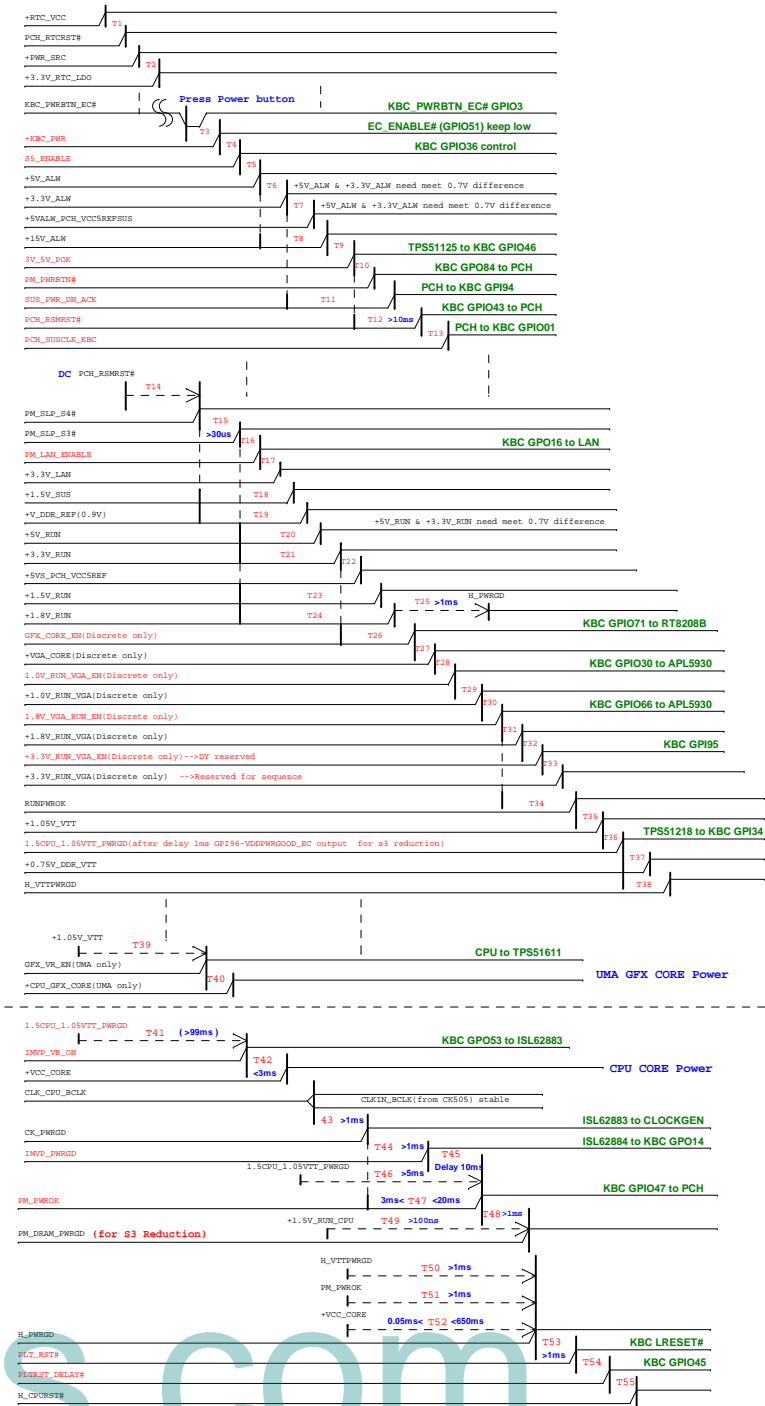 +RTC_VCC
T1
PCH_RTCRST#
+PWR_SRC
T2
+3.3V_RTC_LDO
KBC_PWRBTN_EC#
Press Power button
KBC_PWRBTN_EC# GPIO3
T3
EC_ENABLE# (GPIO51) keep low
+KBC_PWR
T4
KBC GPIO36 control
S5_ENABLE
T5
+5V_ALW
T6
+5V_ALW & +3.3V_ALW need meet 0.7V difference
+3.3V_ALW
T7
+5V_ALW & +3.3V_ALW need meet 0.7V difference
+5VALW_PCH_VCC5REFSUS
T8
+15V_ALW
T9
TPS51125 to KBC GPIO46
3V_5V_POK
T10
KBC GPO84 to PCH
PM_PWRBTN#
PCH to KBC GPI94
SUS_PWR_DN_ACK
T11
KBC GPIO43 to PCH
PCH_RSMRST#
T12 >10ms
T13
PCH to KBC GPIO01
PCH_SUSCLK_KBC
DC PCH_RSMRST#
T14
PM_SLP_S4#
T15
PM_SLP_S3#
>30us
T16
KBC GPO16 to LAN
PM_LAN_ENABLE
T17
+3.3V_LAN
+1.5V_SUS
T18
+V_DDR_REF(0.9V)
T19
+5V_RUN & +3.3V_RUN need meet 0.7V difference
+5V_RUN
T20
+3.3V_RUN
T21
T22
+5VS_PCH_VCC5REF
+1.5V_RUN
T23
T25 >1ms
H_PWRGD
+1.8V_RUN
T24
KBC GPIO71 to RT8208B
GFX_CORE_EN(Discrete only)
T26
T27
+VGA_CORE(Discrete only)
T28
KBC GPIO30 to APL5930
1.0V_RUN_VGA_EN(Discrete only)
T29
+1.0V_RUN_VGA(Discrete only)
T30
KBC GPIO66 to APL5930
1.8V_VGA_RUN_EN(Discrete only)
T31
+1.8V_RUN_VGA(Discrete only)
T32
KBC GPI95
+3.3V_RUN_VGA_EN(Discrete only)-->DY reserved
T33
+3.3V_RUN_VGA(Discrete only) -->Reserved for sequence
RUNPWROK
T34
T35
+1.05V_VTT
TPS51218 to KBC GPI34
T36
1.5CPU_1.05VTT_PWRGD(after delay 1ms GPI96-VDDPWRGOOD_EC output for s3 reduction)
T37
+0.75V_DDR_VTT
T38
H_VTTPWRGD
+1.05V_VTT
T39
CPU to TPS51611
GFX_VR_EN(UMA only)
T40
UMA GFX CORE Power
+CPU_GFX_CORE(UMA only)
1.5CPU_1.05VTT_PWRGD
T41 (>99ms)
KBC GPO53 to ISL62883
IMVP_VR_ON
T42
CPU CORE Power
+VCC_CORE
<3ms
CLK_CPU_BCLK
CLKIN_BCLK(from CK505) stable
43 >1ms
ISL62883 to CLOCKGEN
CK_PWRGD
T44 >1ms
ISL62884 to KBC GPO14
IMVP_PWRGD
T45
1.5CPU_1.05VTT_PWRGD
Delay 10ms
T46 >5ms
KBC GPIO47 to PCH
PM_PWROK
3ms< T47 <20ms
T48 >1ms
+1.5V_RUN_CPU
T49 >100ns
PM_DRAM_PWRGD (for S3 Reduction)
H_VTTPWRGD
T50 >1ms
PM_PWROK
T51 >1ms
+VCC_CORE
0.05ms< T52 <650ms
H_PWRGD
T53
KBC LRESET#
PLT_RST#
>1ms
T54
KBC GPIO45
PLTRST_DELAY#
T55
H_CPURST#
s.com